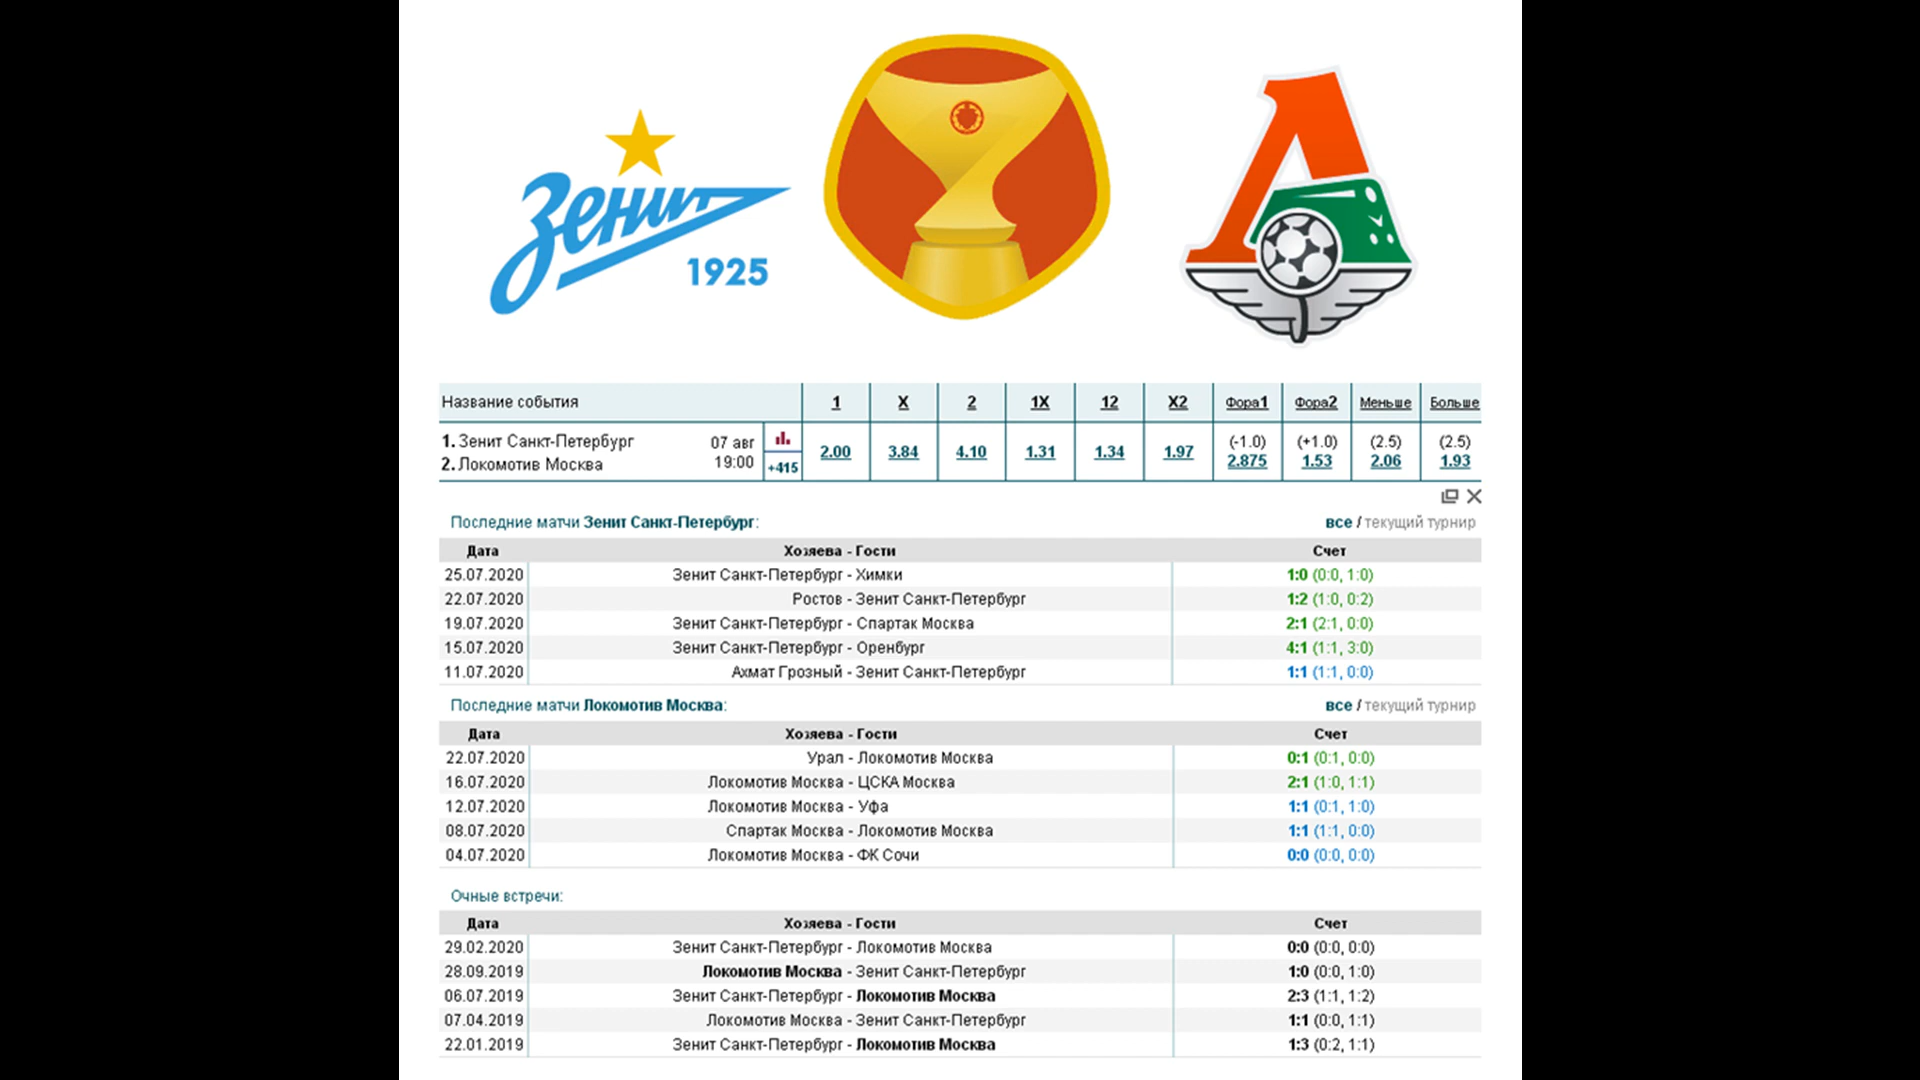 Зенит
1925
Название события 1 X 2 1X 12 X2 Фора1 Фора2 Меньше Больше
1. Зенит Санкт-Петербург 07 авг (-1.0) (+1.0) (2.5) (2.5)
2.00 3.84 4.10 1.31 1.34 1.97
2. Локомотив Москва 19:00 +415 2.875 1.53 2.06 1.93
Последние матчи Зенит Санкт-Петербург: все / текущий турнир
Дата Хозяева - Гости Счет
25.07.2020 Зенит Санкт-Петербург - Химки 1:0 (0:0, 1:0)
22.07.2020 Ростов - Зенит Санкт-Петербург 1:2 (1:0, 0:2)
19.07.2020 Зенит Санкт-Петербург - Спартак Москва 2:1 (2:1, 0:0)
15.07.2020 Зенит Санкт-Петербург - Оренбург 4:1 (1:1, 3:0)
11.07.2020 Ахмат Грозный - Зенит Санкт-Петербург 1:1 (1:1, 0:0)
Последние матчи Локомотив Москва: все / текущий турнир
Дата Хозяева - Гости Счет
22.07.2020 Урал - Локомотив Москва 0:1 (0:1, 0:0)
16.07.2020 Локомотив Москва - ЦСКА Москва 2:1 (1:0, 1:1)
12.07.2020 Локомотив Москва - Уфа 1:1 (0:1, 1:0)
08.07.2020 Спартак Москва - Локомотив Москва 1:1 (1:1, 0:0)
04.07.2020 Локомотив Москва - ФК Сочи 0:0 (0:0, 0:0)
Очные встречи:
Дата Хозяева - Гости Счет
29.02.2020 Зенит Санкт-Петербург - Локомотив Москва 0:0 (0:0, 0:0)
28.09.2019 Локомотив Москва - Зенит Санкт-Петербург 1:0 (0:0, 1:0)
06.07.2019 Зенит Санкт-Петербург - Локомотив Москва 2:3 (1:1, 1:2)
07.04.2019 Локомотив Москва - Зенит Санкт-Петербург 1:1 (0:0, 1:1)
22.01.2019 Зенит Санкт-Петербург - Локомотив Москва 1:3 (0:2, 1:1)